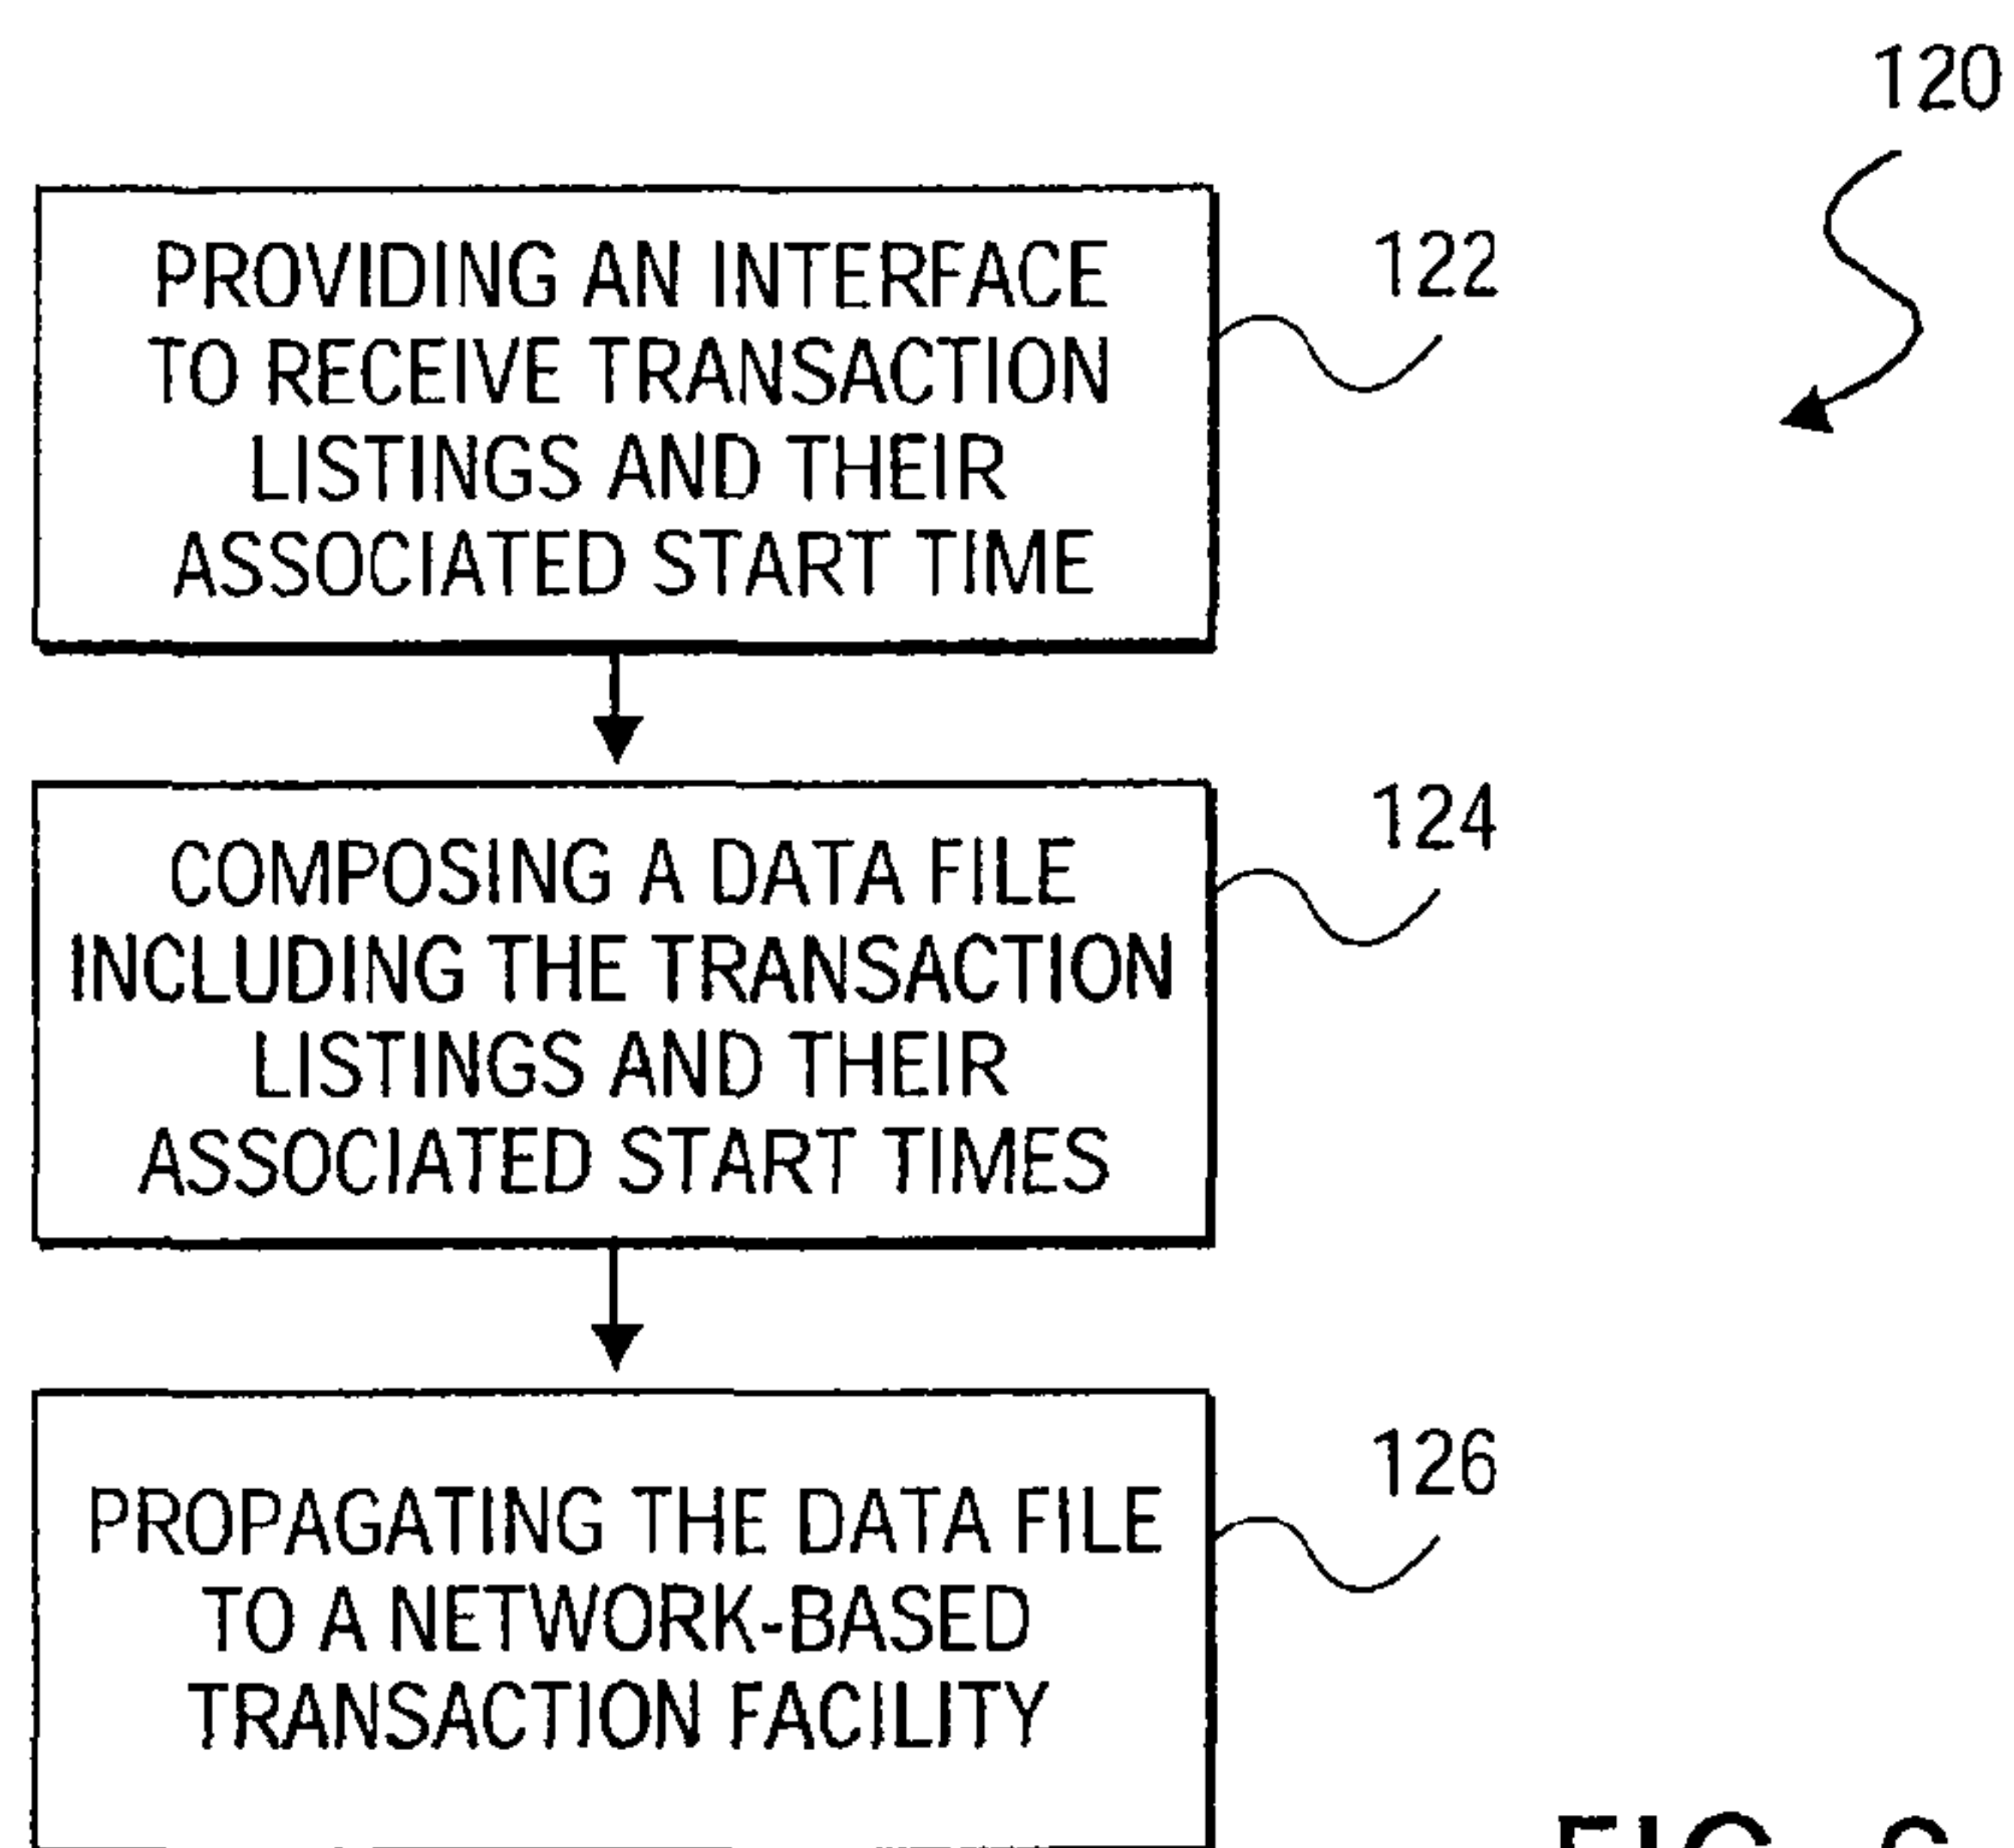 120
PROVIDING AN INTERFACE
TO RECEIVE TRANSACTION
LISTINGS AND THEIR
ASSOCIATED START TIME
122
COMPOSING A DATA FILE
INCLUDING THE TRANSACTION
LISTINGS AND THEIR
ASSOCIATED START TIMES
124
PROPAGATING THE DATA FILE
TO A NETWORK-BASED
TRANSACTION FACILITY
126
FIG.